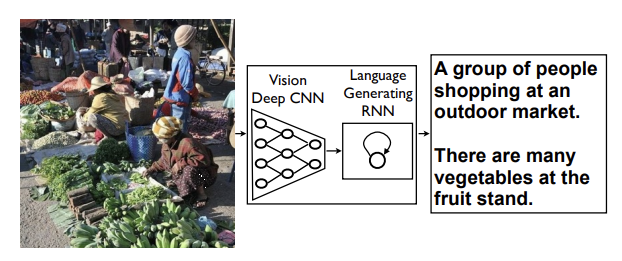 Vision
Deep CNN
Language
Generating
RNN
A group of people
shopping at an
outdoor market.
There are many
vegetables at the
fruit stand.